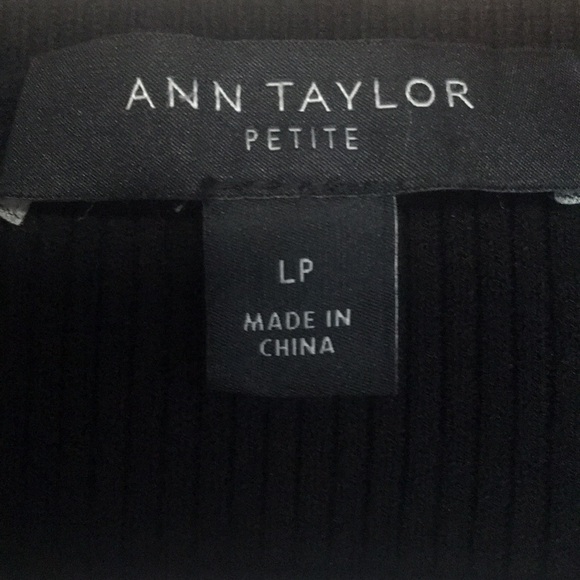 ANN TAYLOR
PETITE
LP
MADE IN
CHINA